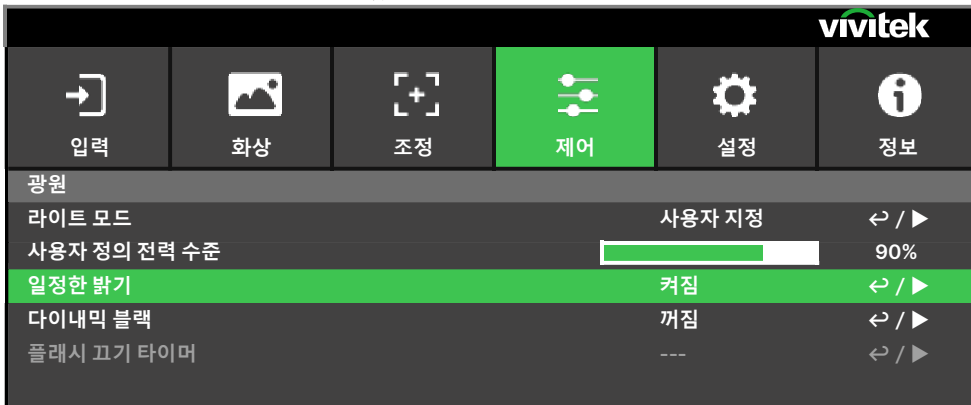 vivitek
입력 화상 조정 제어 설정 정보
광원
라이트 모드 사용자 지정 ↩ / ▶
사용자 정의 전력 수준 90%
일정한 밝기 켜짐 ↩ / ▶
다이내믹 블랙 꺼짐 ↩ / ▶
플래시 끄기 타이머 --- ↩ / ▶